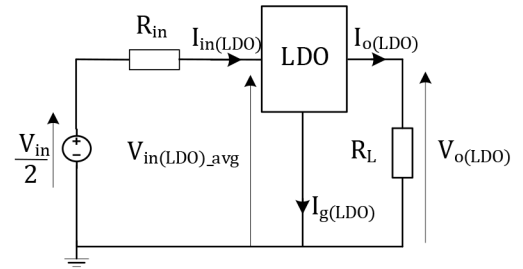 R_in
I_in(LDO)
LDO
I_o(LDO)
V_in
2
+
−
V_in(LDO)_avg
R_L
V_o(LDO)
I_g(LDO)